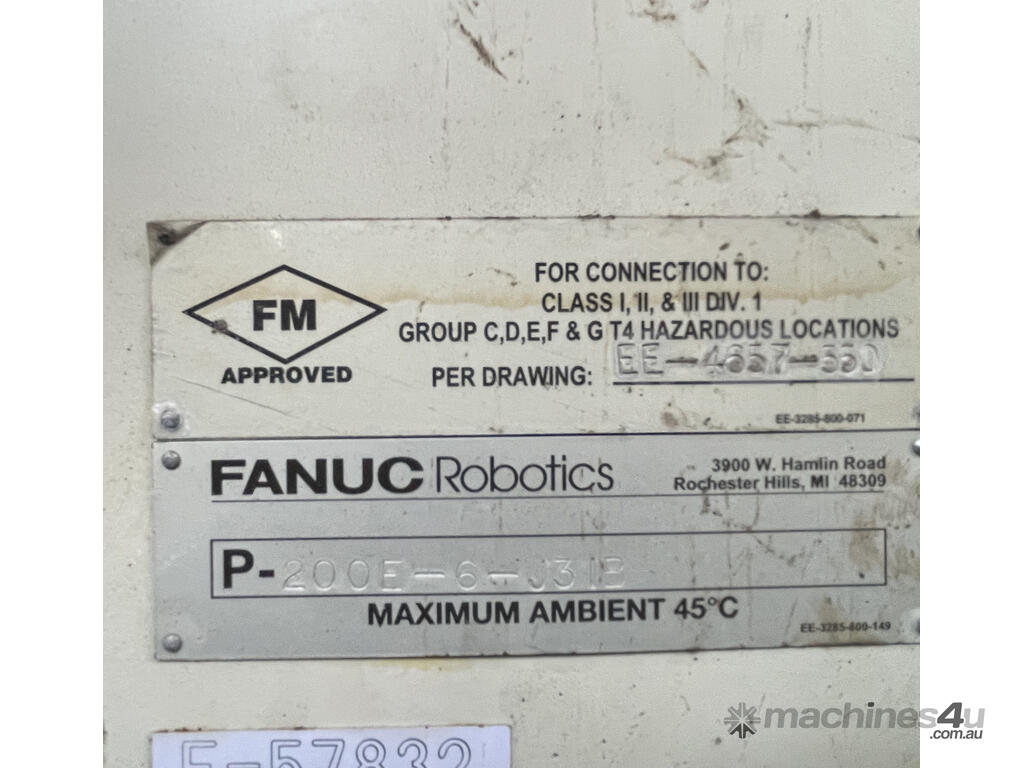 FOR CONNECTION TO:
CLASS I, II, & III DIV. 1
GROUP C,D,E,F & G T4 HAZARDOUS LOCATIONS
PER DRAWING:
FM
APPROVED
EE-3285-800-071
FANUC Robotics
3900 W. Hamlin Road
Rochester Hills, MI 48309
P-200E-6-J31B
MAXIMUM AMBIENT 45°C
EE-3285-800-149
machines4u
.com.au